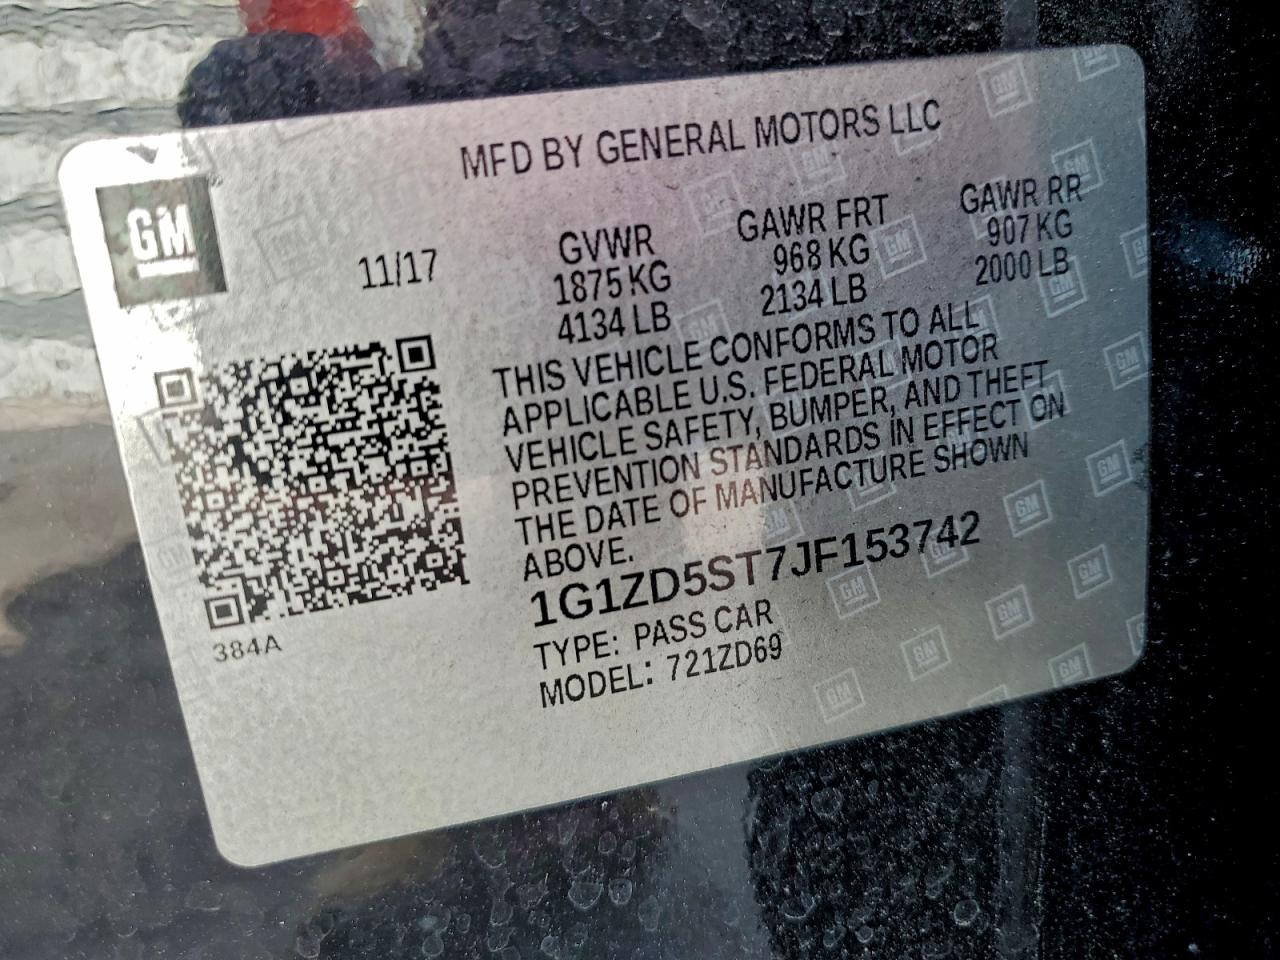 MFD BY GENERAL MOTORS LLC
GM
11/17
GVWR
1875 KG
4134 LB
GAWR FRT
968 KG
2134 LB
GAWR RR
907 KG
2000 LB
THIS VEHICLE CONFORMS TO ALL
APPLICABLE U.S. FEDERAL MOTOR
VEHICLE SAFETY, BUMPER, AND THEFT
PREVENTION STANDARDS IN EFFECT ON
THE DATE OF MANUFACTURE SHOWN
ABOVE.
1G1ZD5ST7JF153742
TYPE: PASS CAR
MODEL: 721ZD69
384A